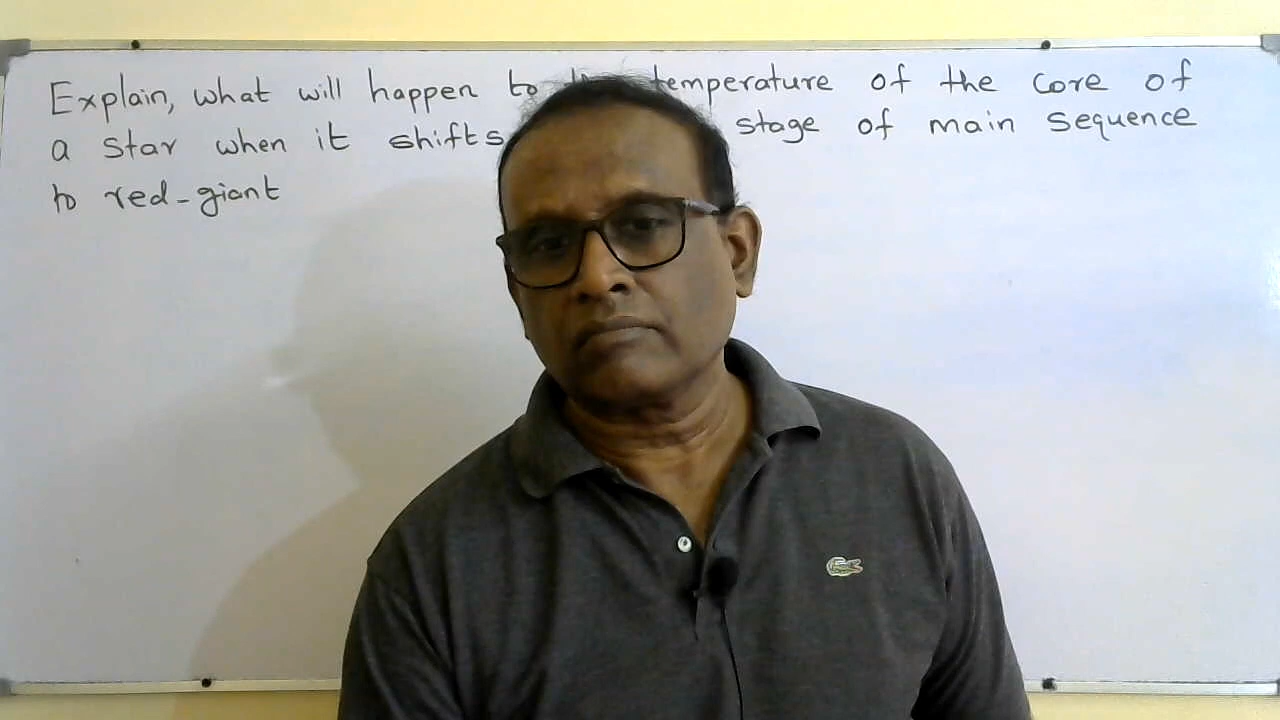 Explain, what will happen to temperature of the core of
a star when it shifts stage of main sequence
to red-giant